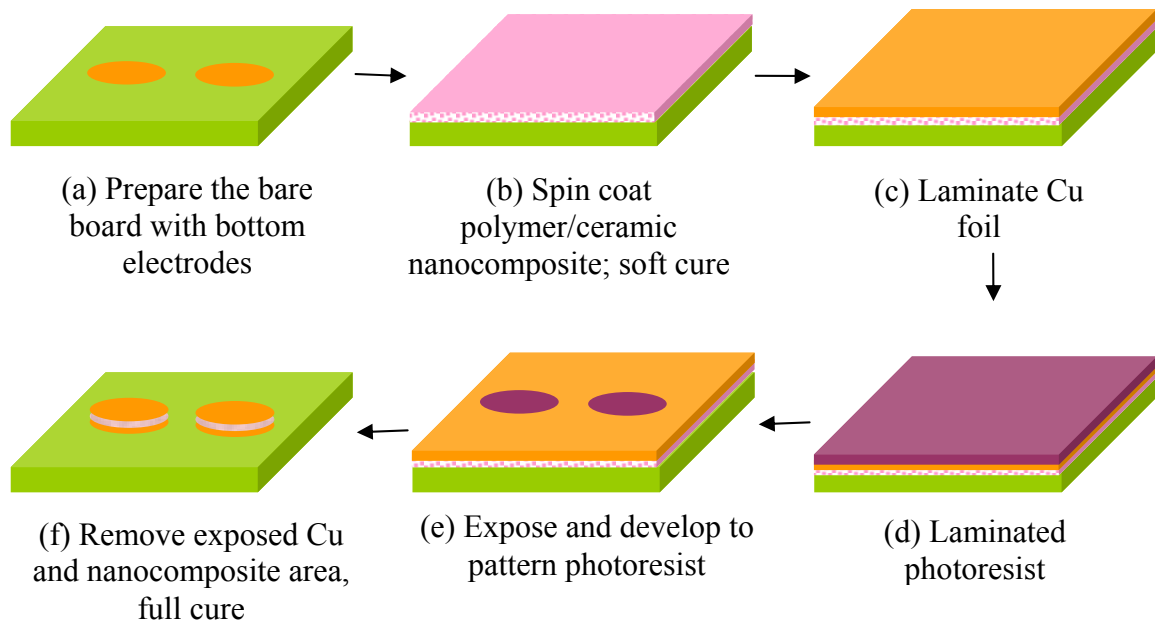 (a) Prepare the bare
board with bottom
electrodes
(b) Spin coat
polymer/ceramic
nanocomposite; soft cure
(c) Laminate Cu
foil
(d) Laminated
photoresist
(e) Expose and develop to
pattern photoresist
(f) Remove exposed Cu
and nanocomposite area,
full cure